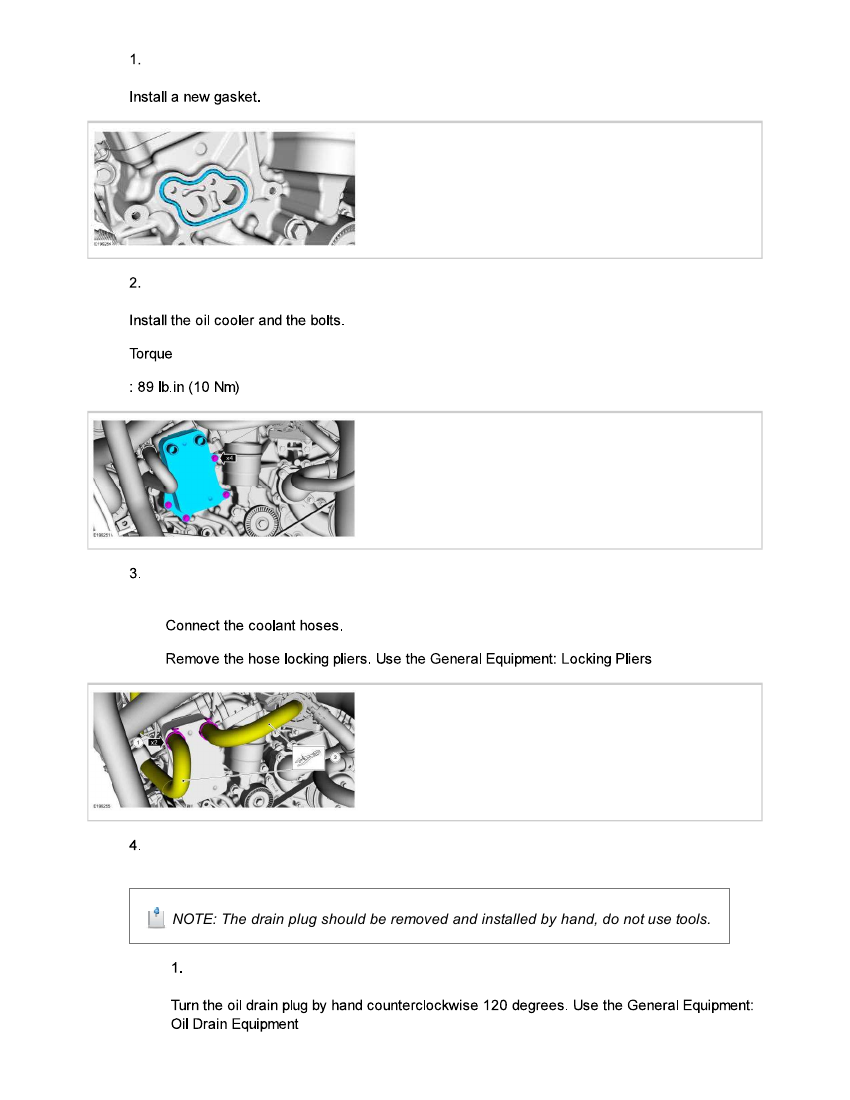 1.
Install a new gasket.
2.
Install the oil cooler and the bolts.
Torque
: 89 lb.in (10 Nm)
x4
3.
Connect the coolant hoses.
Remove the hose locking pliers. Use the General Equipment: Locking Pliers
1 x2
2
4.
NOTE: The drain plug should be removed and installed by hand, do not use tools.
1.
Turn the oil drain plug by hand counterclockwise 120 degrees. Use the General Equipment:
Oil Drain Equipment